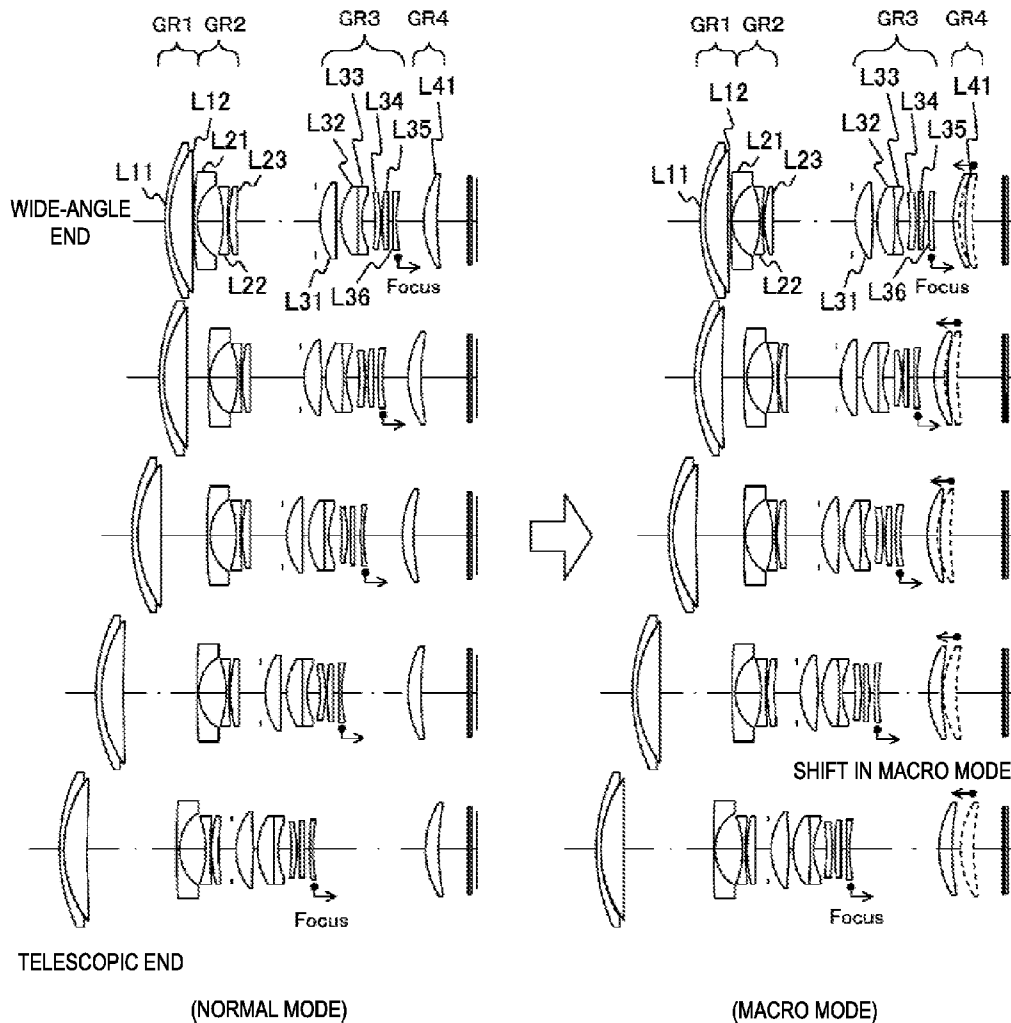 GR1 GR2 GR3 GR4
L33
L34 L41
L12 L32 L35
L21
L23
L11
WIDE-ANGLE
END
L22
L31 L36 Focus
GR1 GR2 GR3 GR4
L33
L34 L41
L12 L32 L35
L21
L23
L11
L22
L31 L36 Focus
SHIFT IN MACRO MODE
Focus
Focus
TELESCOPIC END
(NORMAL MODE)
(MACRO MODE)